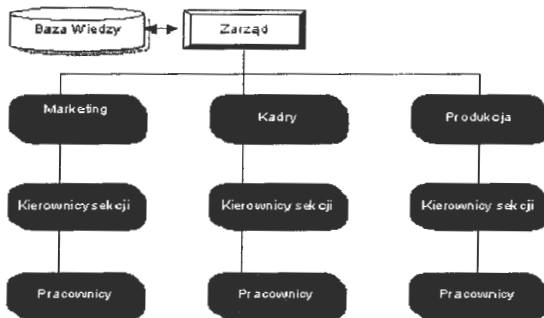 Baza Wiedzy
Zarząd
Marketing
Kadry
Produkcja
Kierownicy sekcji
Kierownicy sekcji
Kierownicy sekcji
Pracownicy
Pracownicy
Pracownicy